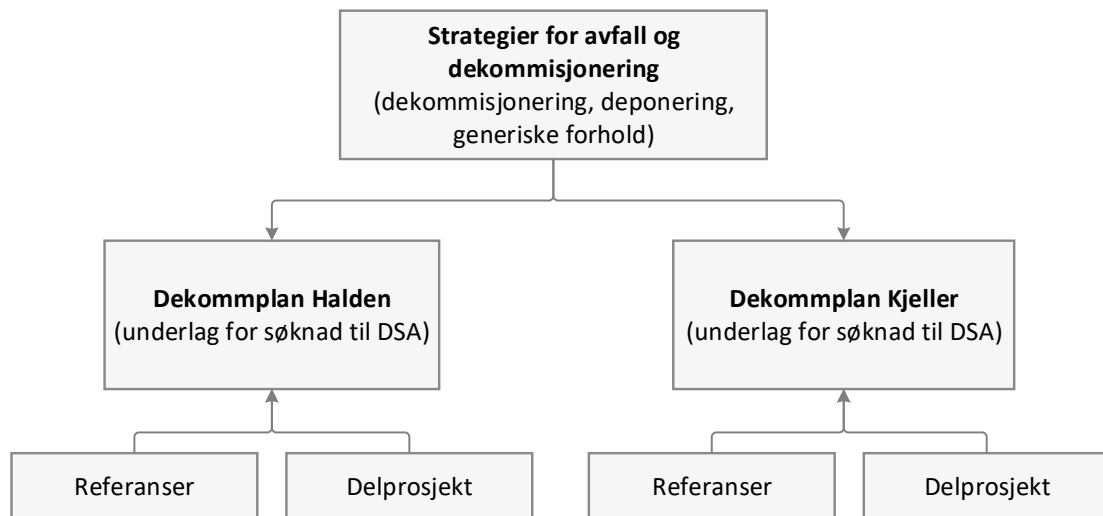 Strategier for avfall og
dekommisjonering
(dekommisjonering, deponering,
generiske forhold)
Dekommplan Halden
(underlag for søknad til DSA)
Dekommplan Kjeller
(underlag for søknad til DSA)
Referanser
Delprosjekt
Referanser
Delprosjekt